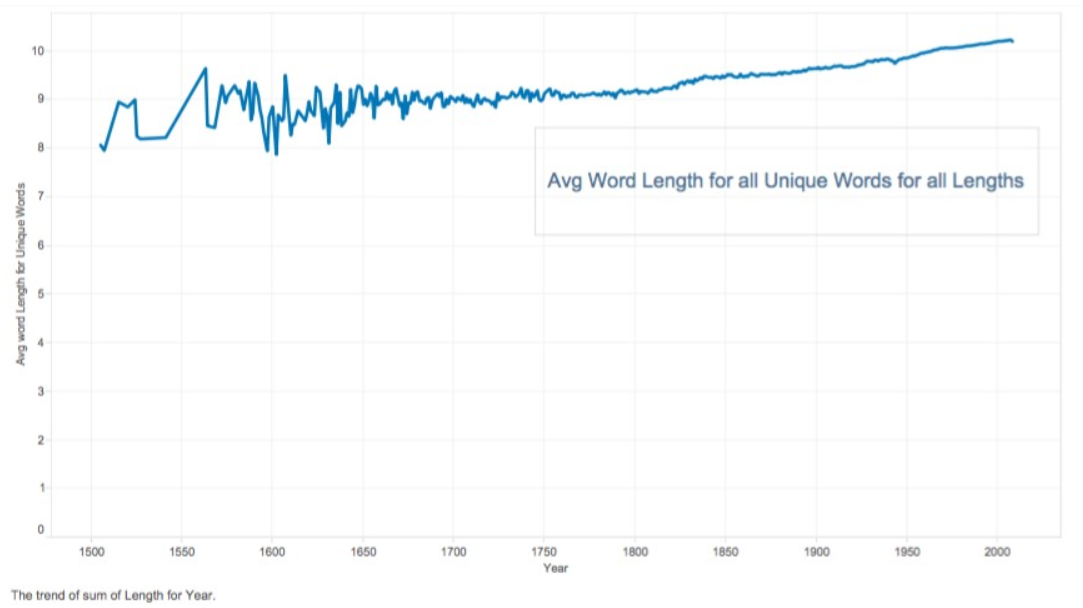 Avg word Length for Unique Words
10
9
8
7
6
5
4
3
2
1
0
Avg Word Length for all Unique Words for all Lengths
1500 1550 1600 1650 1700 1750 1800 1850 1900 1950 2000
Year
The trend of sum of Length for Year.